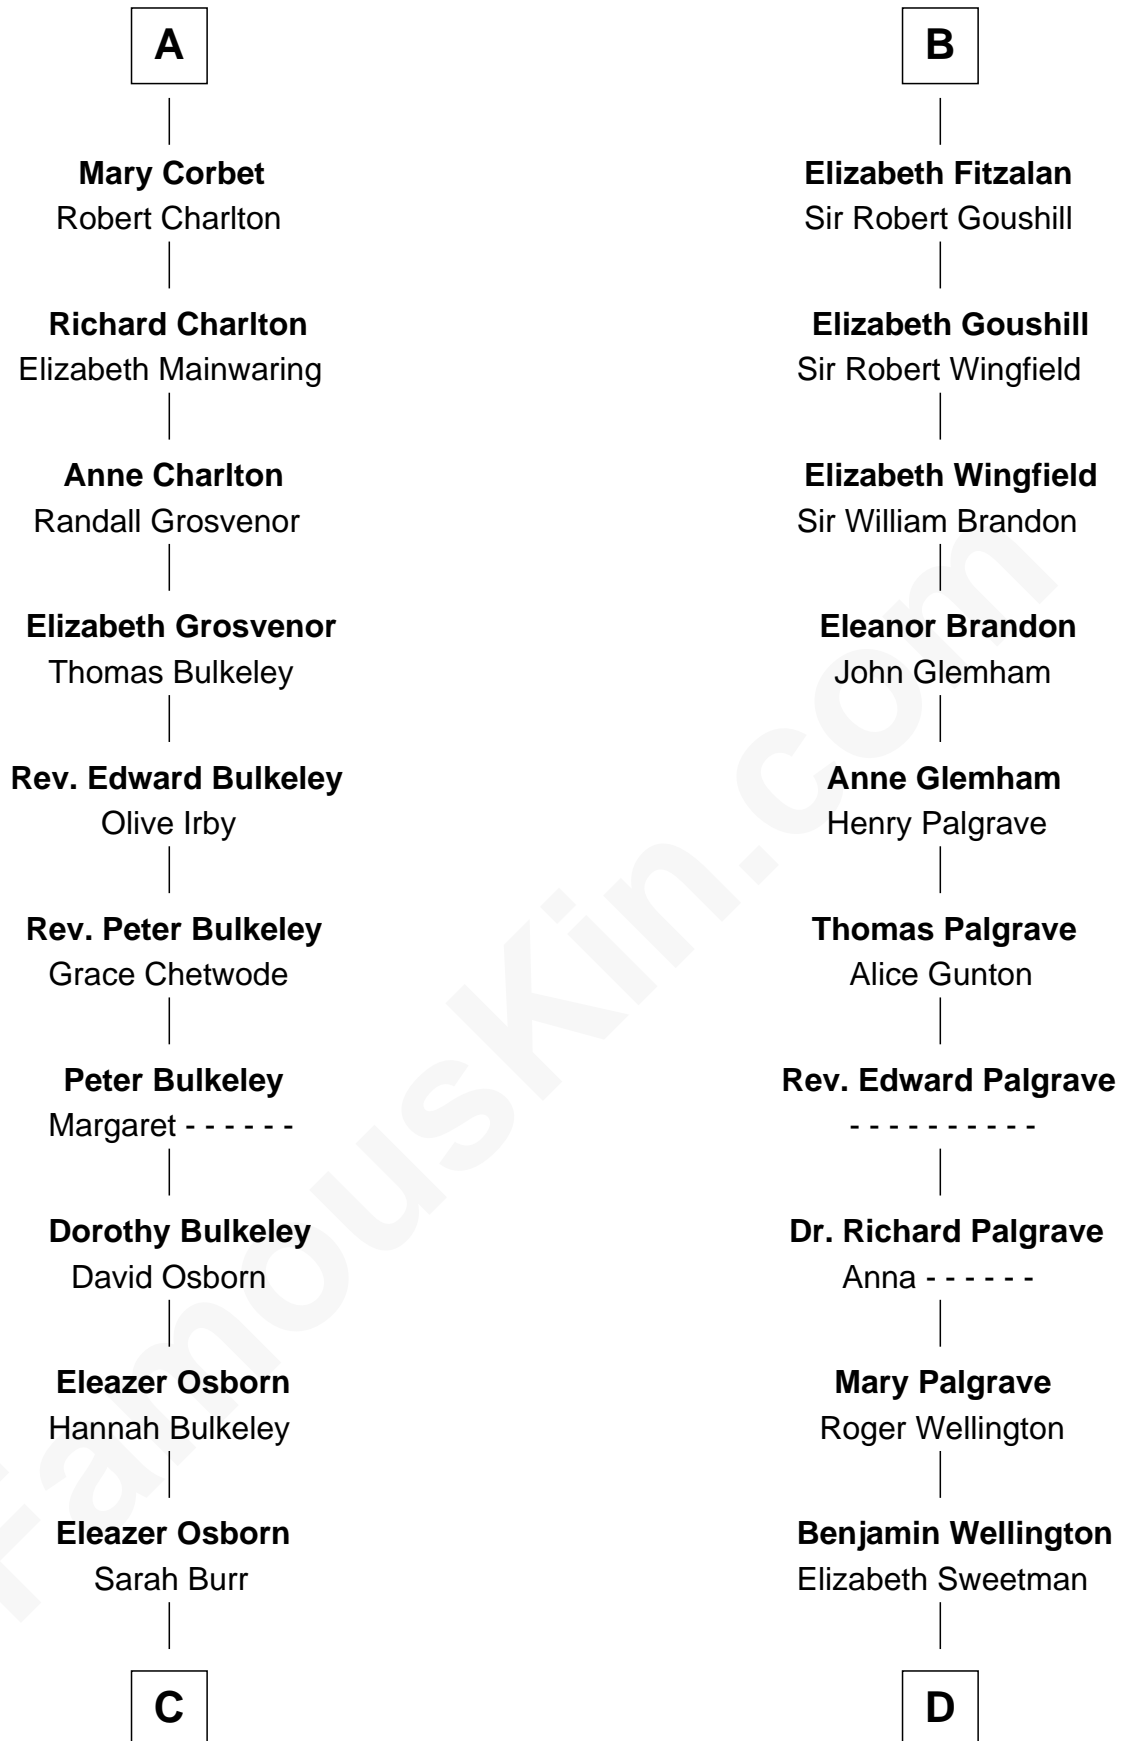 A
Mary Corbet
Robert Charlton
Richard Charlton
Elizabeth Mainwaring
Anne Charlton
Randall Grosvenor
Elizabeth Grosvenor
Thomas Bulkeley
Rev. Edward Bulkeley
Olive Irby
Rev. Peter Bulkeley
Grace Chetwode
Peter Bulkeley
Margaret - - - - - -
Dorothy Bulkeley
David Osborn
Eleazer Osborn
Hannah Bulkeley
Eleazer Osborn
Sarah Burr
C
B
Elizabeth Fitzalan
Sir Robert Goushill
Elizabeth Goushill
Sir Robert Wingfield
Elizabeth Wingfield
Sir William Brandon
Eleanor Brandon
John Glemham
Anne Glemham
Henry Palgrave
Thomas Palgrave
Alice Gunton
Rev. Edward Palgrave
- - - - - - - - - -
Dr. Richard Palgrave
Anna - - - - - -
Mary Palgrave
Roger Wellington
Benjamin Wellington
Elizabeth Sweetman
D
FamousKin.com